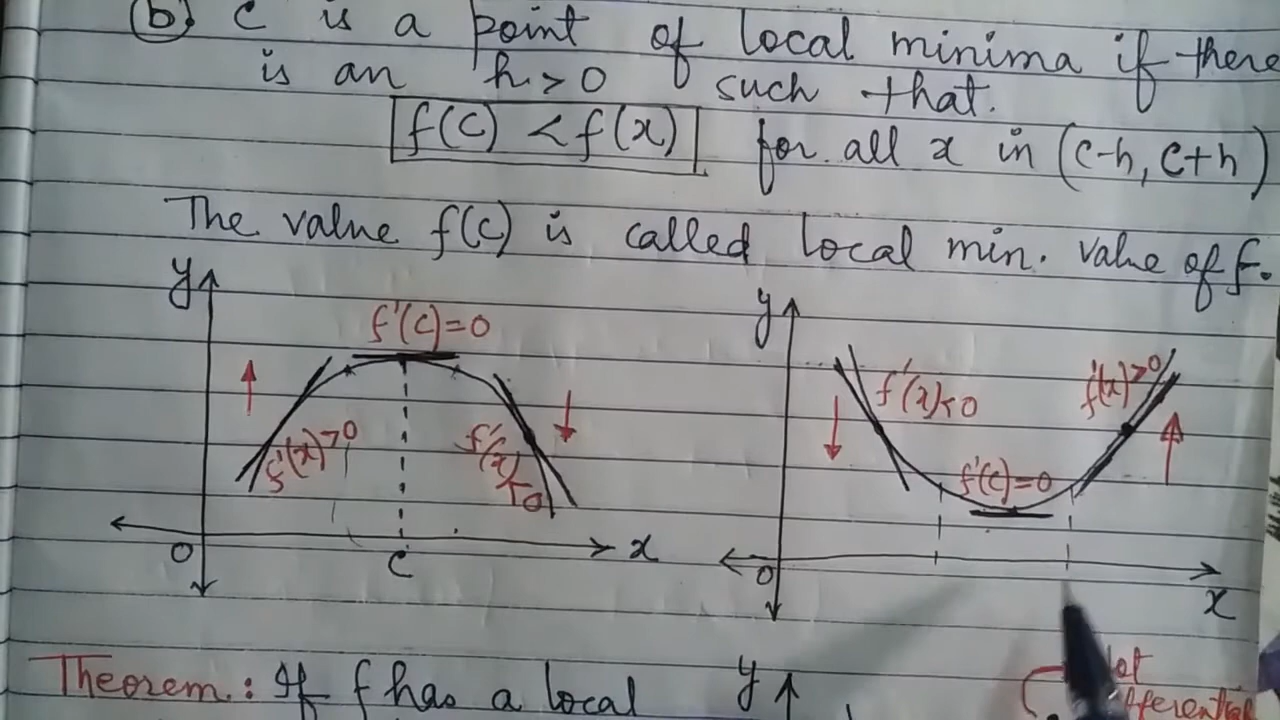 (b) C is a point of local minima if there
is an h > 0 such that.
f(c) < f(x) for all x in (c-h, c+h)
The value f(c) is called local min. value of f.
y
f'(c)=0
f'(x)>0
f'(x)<0
O
C
x
y
f'(x)<0
f'(x)>0
f'(c)=0
O
x
Theorem: If f has a local
y